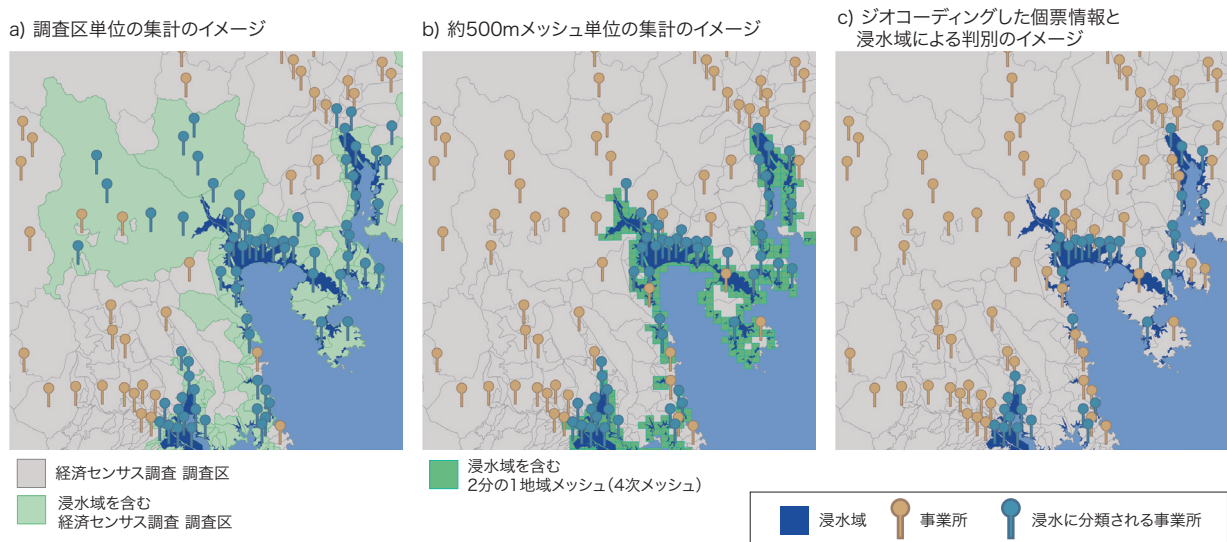 a) 調査区単位の集計のイメージ
b) 約500mメッシュ単位の集計のイメージ
c) ジオコーディングした個票情報と
浸水域による判別のイメージ
経済センサス調査 調査区
浸水域を含む
経済センサス調査 調査区
浸水域を含む
2分の1地域メッシュ(4次メッシュ)
浸水域
事業所
浸水に分類される事業所